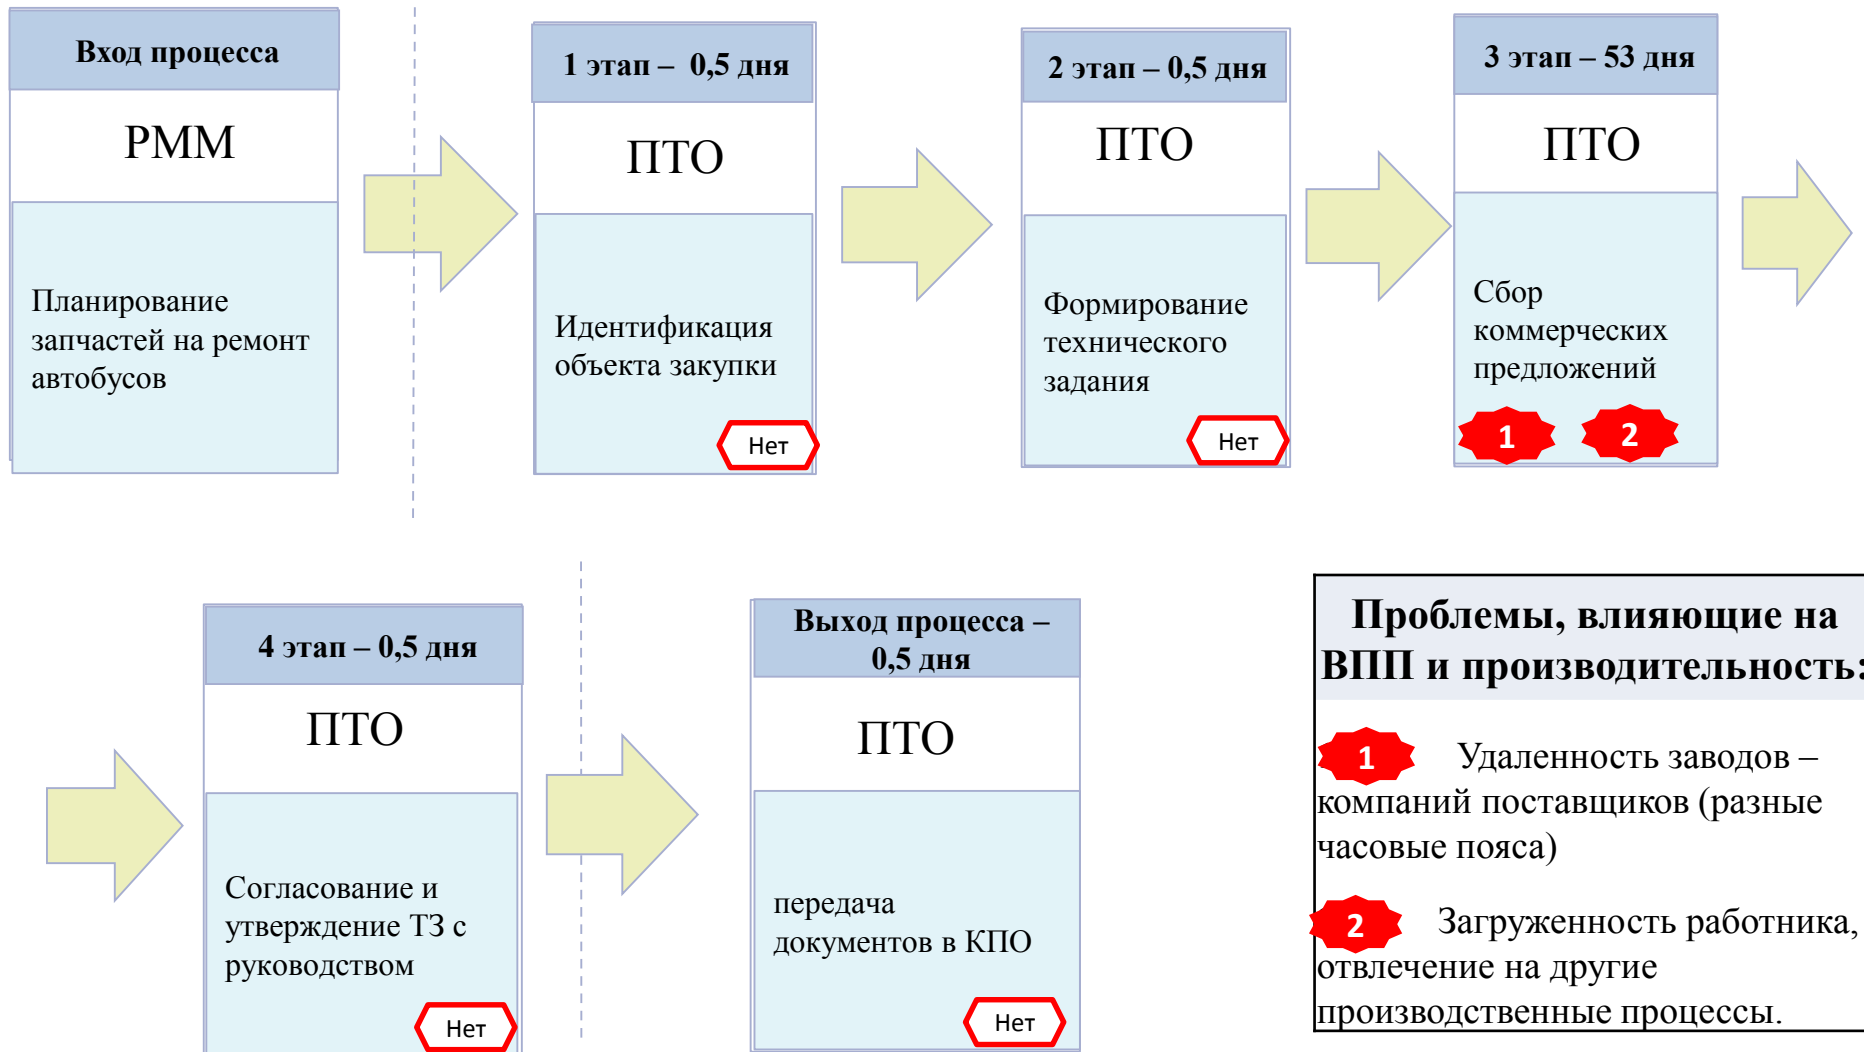 Вход процесса
РММ
Планирование
запчастей на ремонт
автобусов
1 этап –  0,5 дня
ПТО
Идентификация
объекта закупки
Нет
2 этап – 0,5 дня
ПТО
Формирование
технического
задания
Нет
3 этап – 53 дня
ПТО
Сбор
коммерческих
предложений
1
2
4 этап – 0,5 дня
ПТО
Согласование и
утверждение ТЗ с
руководством
Нет
Выход процесса –
0,5 дня
ПТО
передача
документов в КПО
Нет
Проблемы, влияющие на
ВПП и производительность:
1 Удаленность заводов –
компаний поставщиков (разные
часовые пояса)
2 Загруженность работника,
отвлечение на другие
производственные процессы.